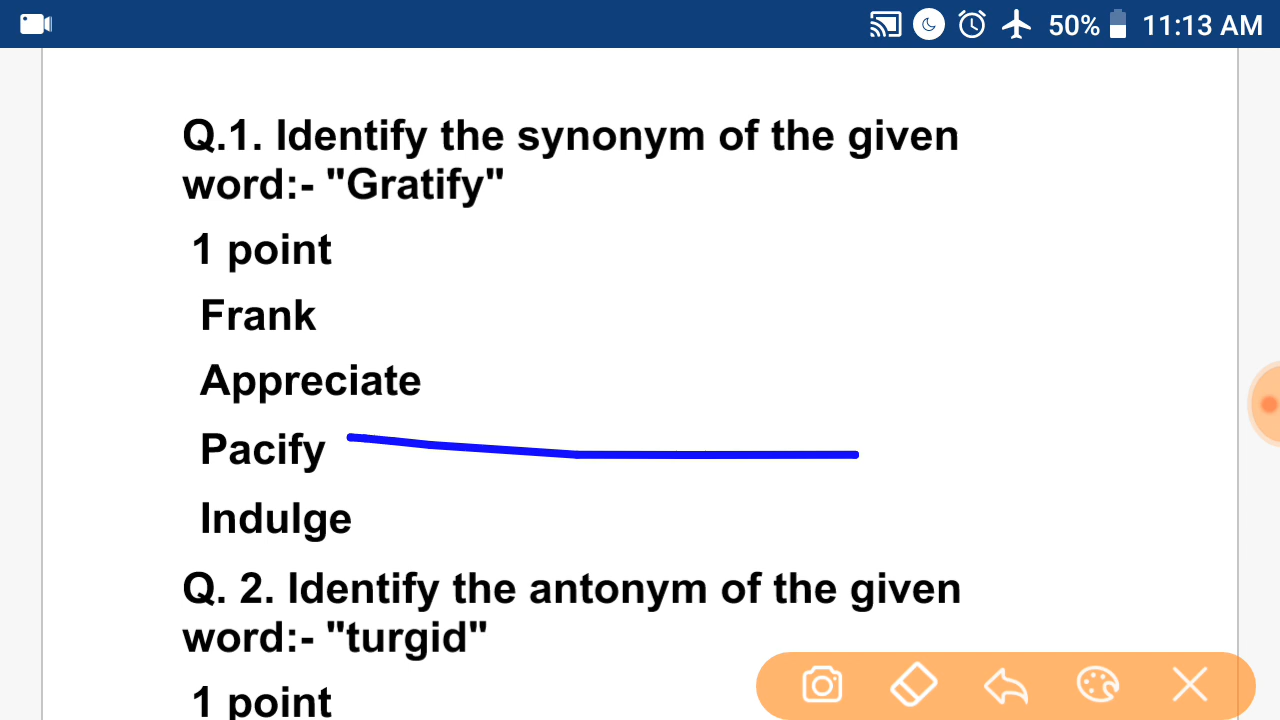 50% 11:13 AM
Q.1. Identify the synonym of the given
word:- "Gratify"
1 point
Frank
Appreciate
Pacify
Indulge
Q. 2. Identify the antonym of the given
word:- "turgid"
1 point